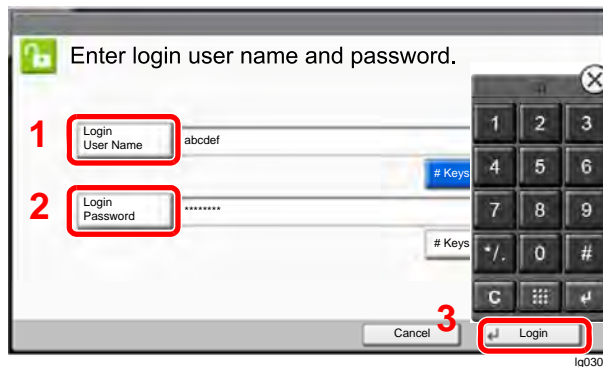 Enter login user name and password.
1
Login
User Name
abcdef
# Keys
2
Login
Password
********
# Keys
1 2 3
4 5 6
7 8 9
*/. 0 #
C
3
Cancel
Login
lg030